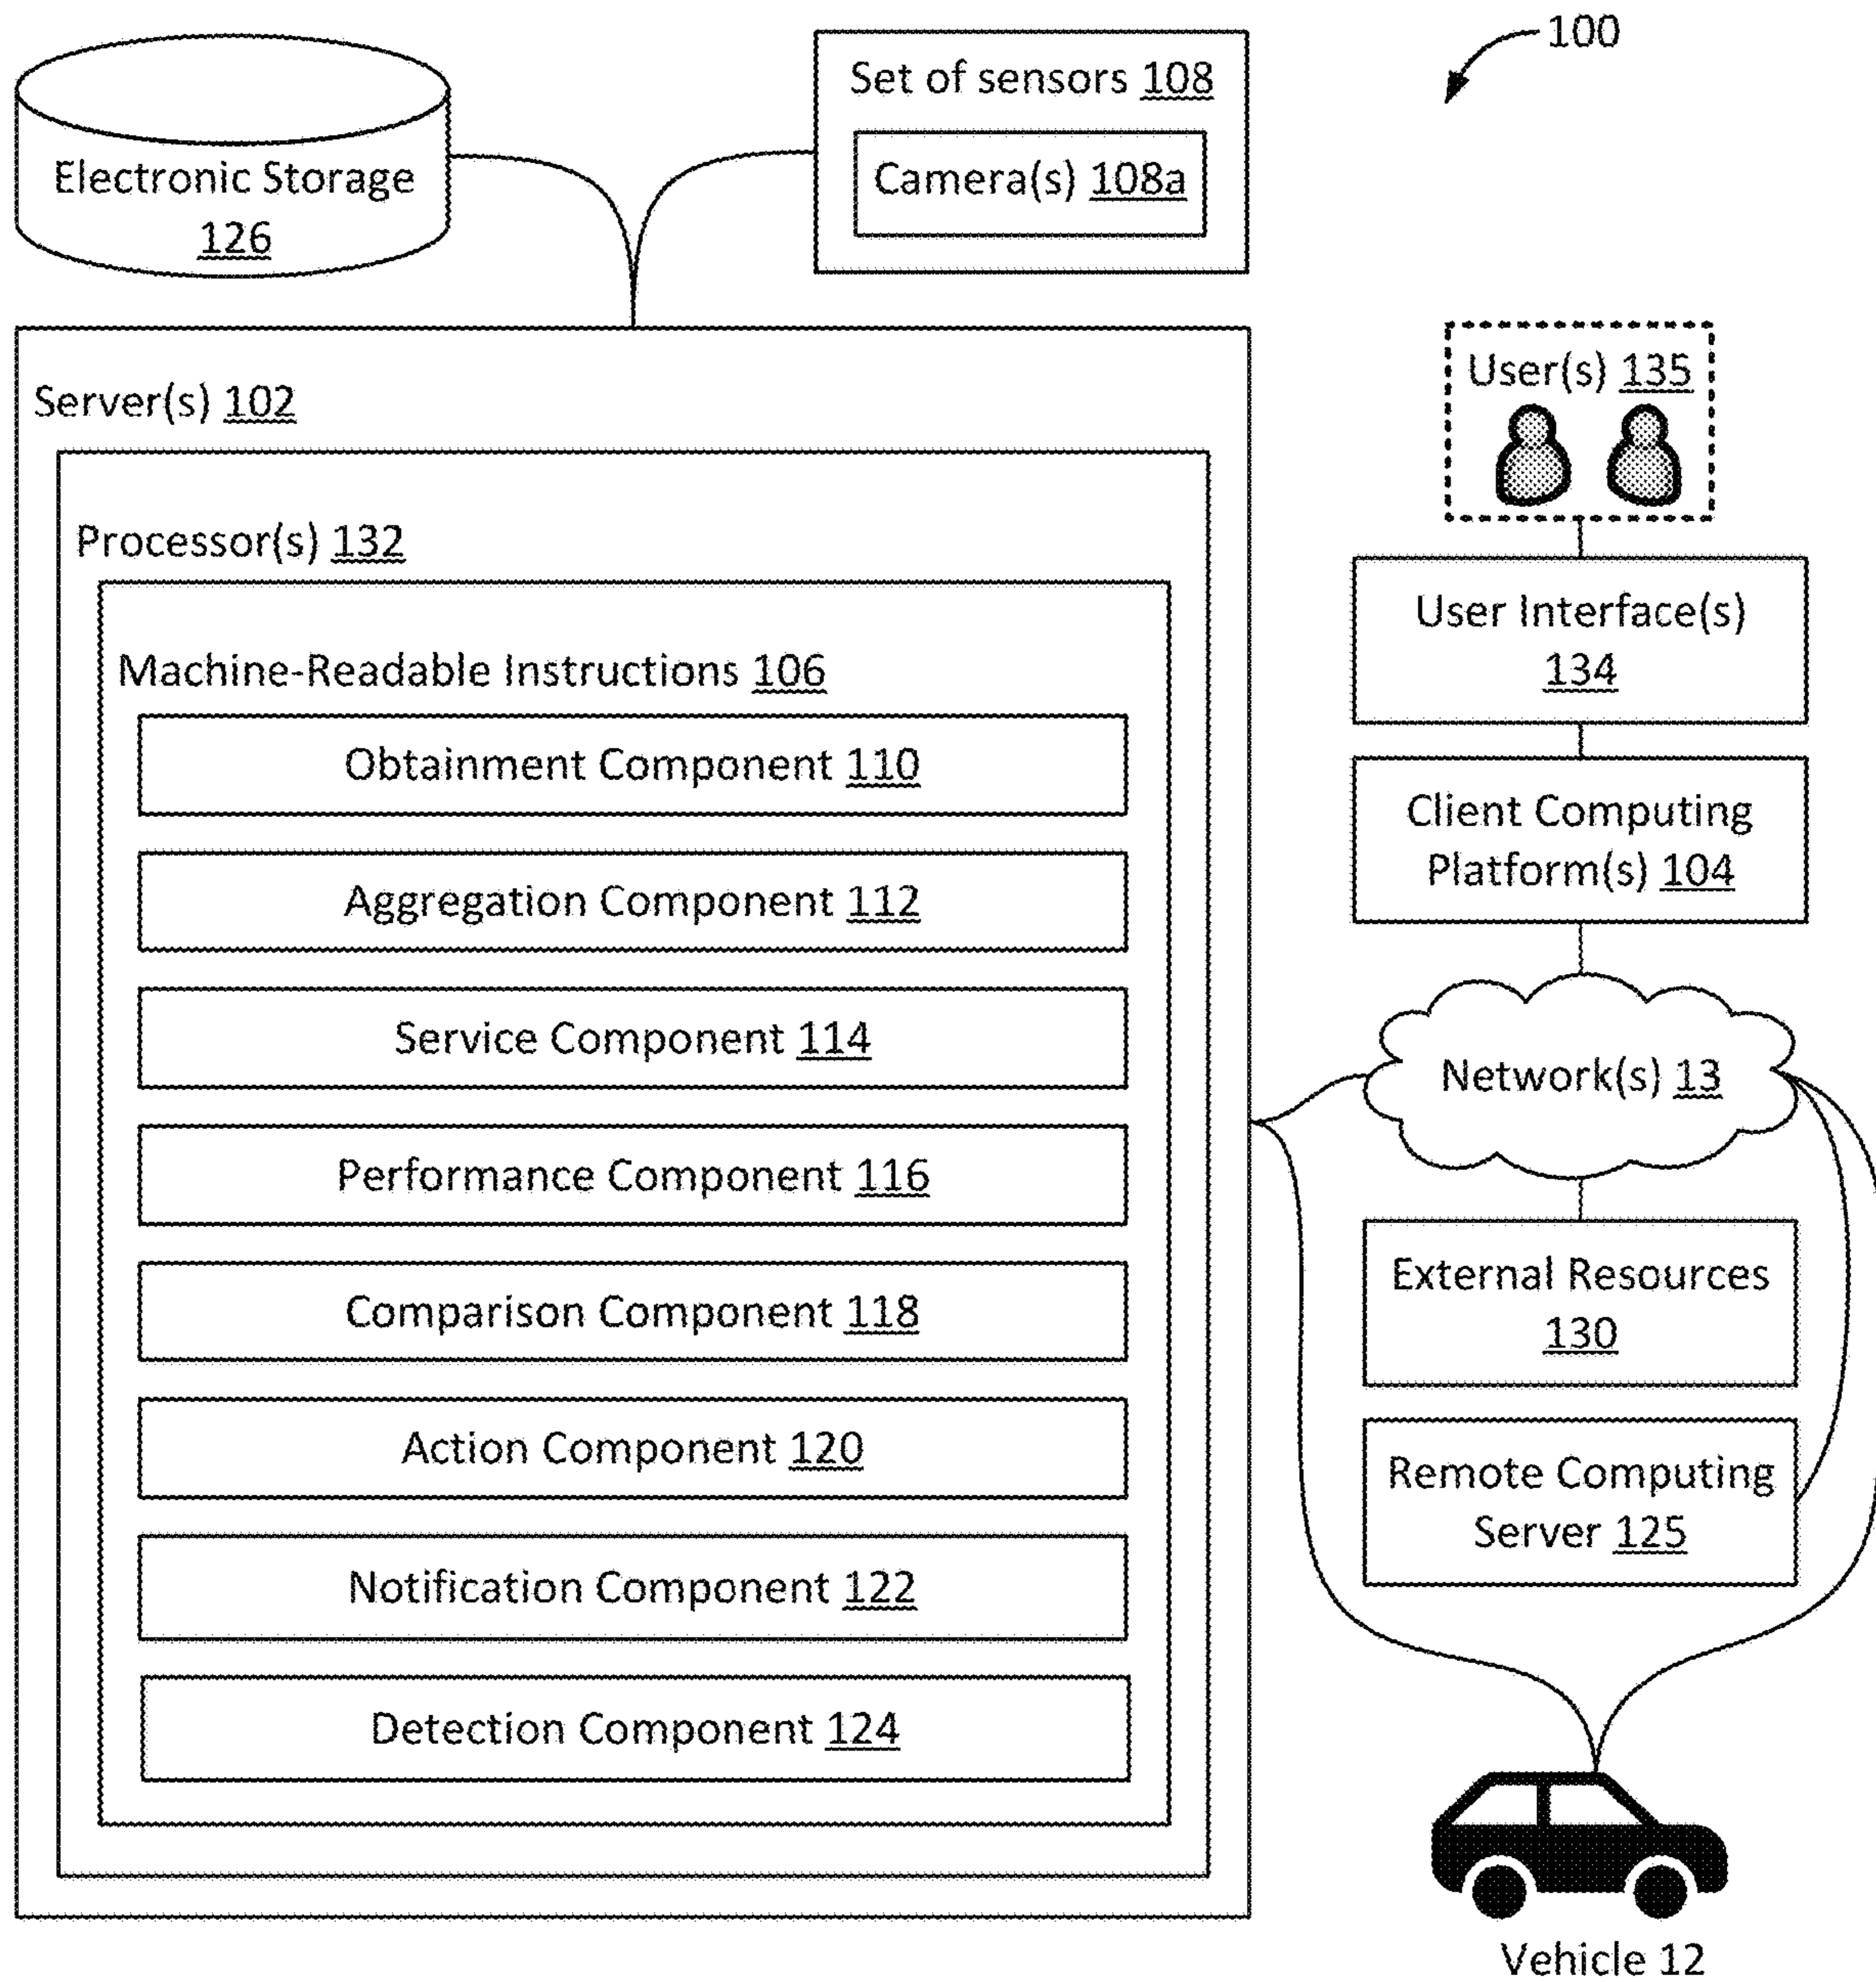 100
Electronic Storage
126
Set of sensors 108
Camera(s) 108a
Server(s) 102
Processor(s) 132
Machine-Readable Instructions 106
Obtainment Component 110
Aggregation Component 112
Service Component 114
Performance Component 116
Comparison Component 118
Action Component 120
Notification Component 122
Detection Component 124
User(s) 135
User Interface(s)
134
Client Computing
Platform(s) 104
Network(s) 13
External Resources
130
Remote Computing
Server 125
Vehicle 12